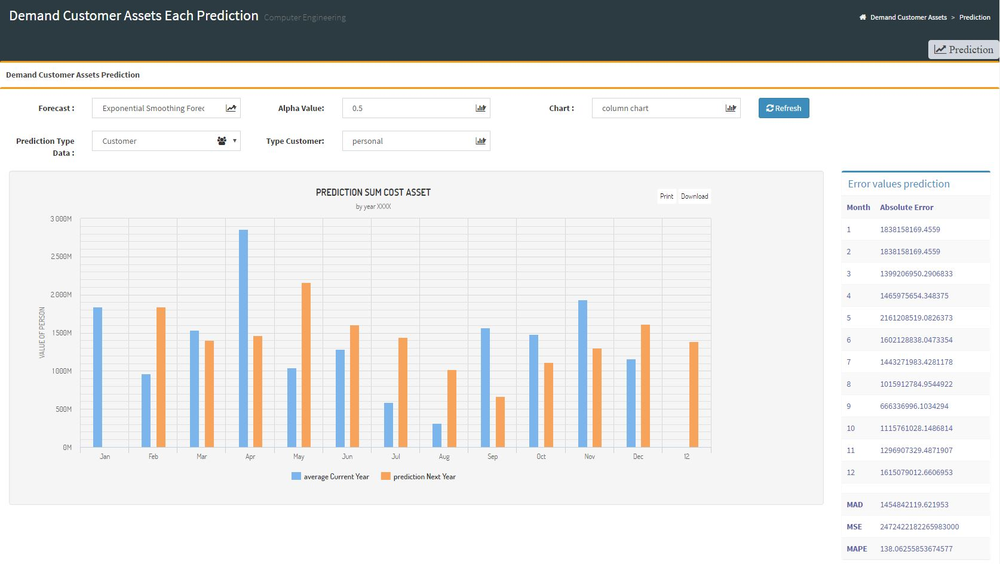 Demand Customer Assets Each Prediction Computer Engineering
Demand Customer Assets > Prediction
Prediction
Demand Customer Assets Prediction
Forecast : Exponential Smoothing Forec Alpha Value: 0.5 Chart : column chart Refresh
Prediction Type Data : Customer Type Customer: personal
PREDICTION SUM COST ASSET
by year XXXX
Print Download
VALUE OF PERSON
3 000M
2 500M
2 000M
1 500M
1 000M
500M
0M
Jan Feb Mar Apr May Jun Jul Aug Sep Oct Nov Dec 12
average Current Year prediction Next Year
Error values prediction
Month Absolute Error
1 1838158169.4559
2 1838158169.4559
3 1399206950.2906833
4 1465975654.348375
5 2161208519.0826373
6 1602128838.0473354
7 1443271983.4281178
8 1015912784.9544922
9 666336996.1034294
10 1115761028.1486814
11 1296907329.4871907
12 1615079012.6606953
MAD 1454842119.621953
MSE 2472422182265983000
MAPE 138.06255853674577